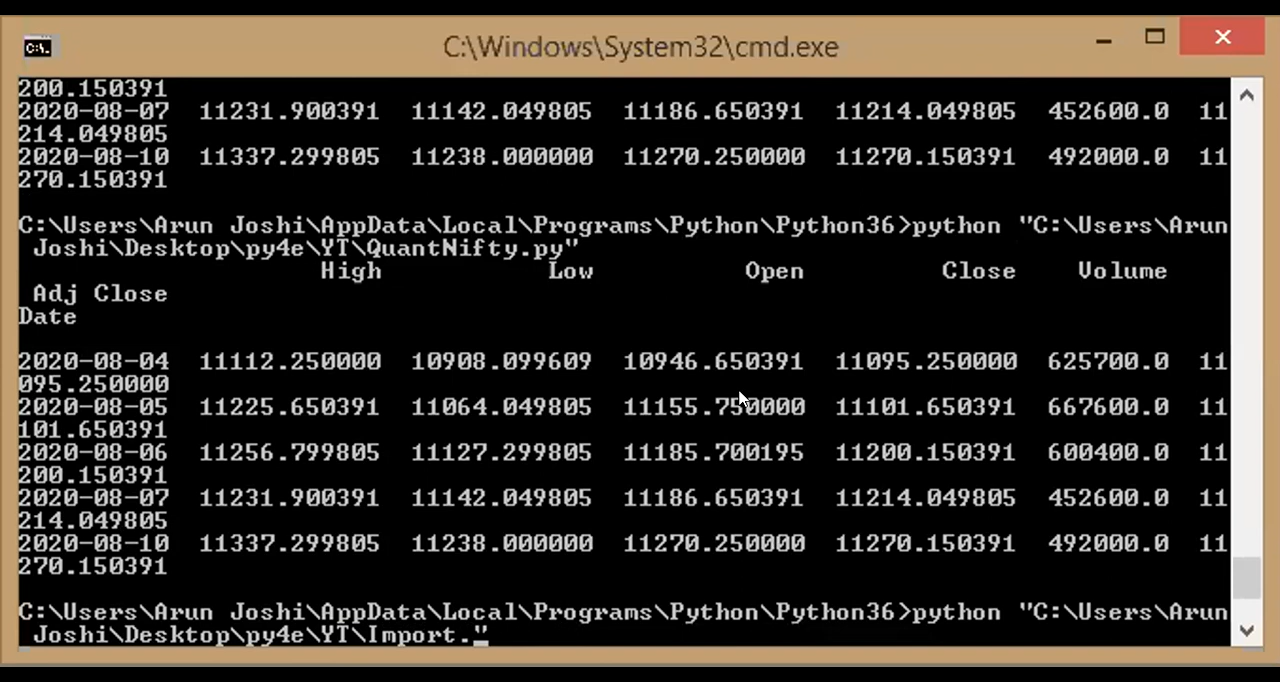 C:\Windows\System32\cmd.exe
200.150391
2020-08-07 11231.900391 11142.049805 11186.650391 11214.049805 452600.0 11
214.049805
2020-08-10 11337.299805 11238.000000 11270.250000 11270.150391 492000.0 11
270.150391
C:\Users\Arun Joshi\AppData\Local\Programs\Python\Python36>python "C:\Users\Arun
Joshi\Desktop\py4e\YT\QuantNifty.py"
High Low Open Close Volume
Adj Close
Date
2020-08-04 11112.250000 10908.099609 10946.650391 11095.250000 625700.0 11
095.250000
2020-08-05 11225.650391 11064.049805 11155.750000 11101.650391 667600.0 11
101.650391
2020-08-06 11256.799805 11127.299805 11185.700195 11200.150391 600400.0 11
200.150391
2020-08-07 11231.900391 11142.049805 11186.650391 11214.049805 452600.0 11
214.049805
2020-08-10 11337.299805 11238.000000 11270.250000 11270.150391 492000.0 11
270.150391
C:\Users\Arun Joshi\AppData\Local\Programs\Python\Python36>python "C:\Users\Arun
Joshi\Desktop\py4e\YT\Import."